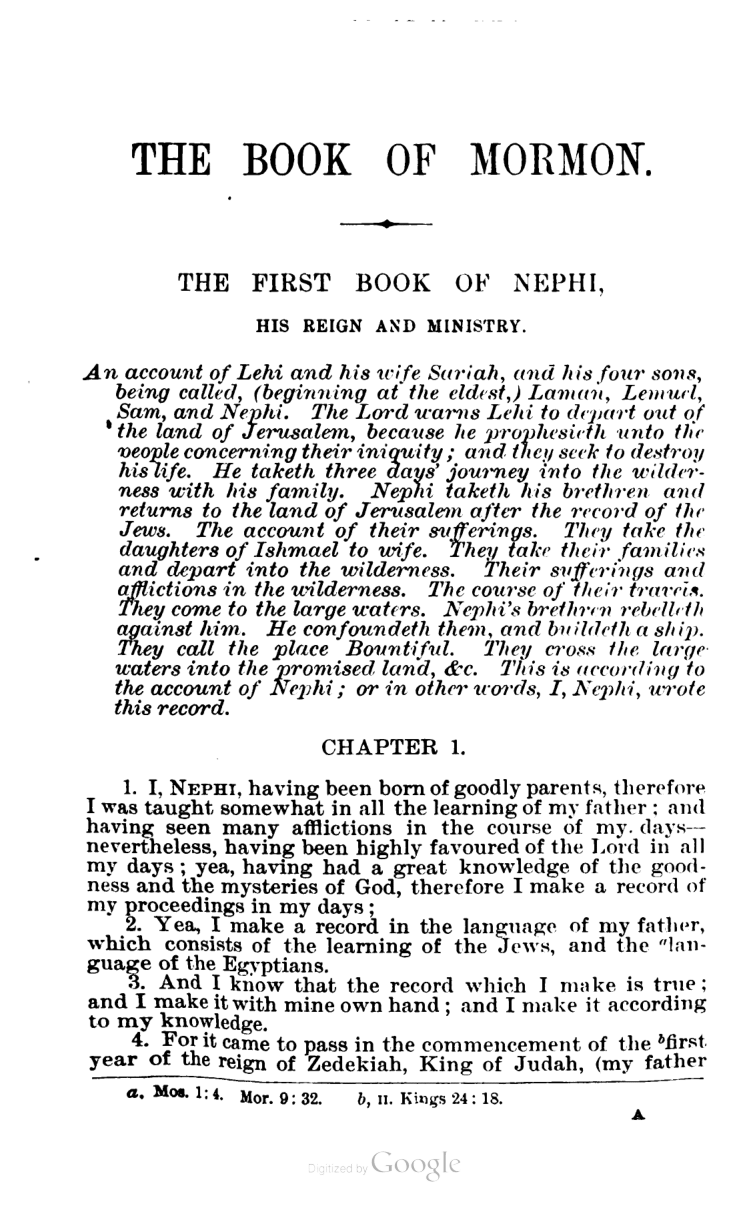 THE BOOK OF MORMON.
THE FIRST BOOK OF NEPHI,
HIS REIGN AND MINISTRY.
An account of Lehi and his wife Sariah, and his four sons,
being called, (beginning at the eldest,) Laman, Lemuel,
Sam, and Nephi. The Lord warns Lehi to depart out of
the land of Jerusalem, because he prophesieth unto the
people concerning their iniquity; and they seek to destroy
his life. He taketh three days' journey into the wilder-
ness with his family. Nephi taketh his brethren and
returns to the land of Jerusalem after the record of the
Jews. The account of their sufferings. They take the
daughters of Ishmael to wife. They take their families
and depart into the wilderness. Their sufferings and
afflictions in the wilderness. The course of their travels.
They come to the large waters. Nephi's brethren rebelleth
against him. He confoundeth them, and buildeth a ship.
They call the place Bountiful. They cross the large
waters into the promised land, &c. This is according to
the account of Nephi; or in other words, I, Nephi, wrote
this record.
CHAPTER 1.
1. I, NEPHI, having been born of goodly parents, therefore
I was taught somewhat in all the learning of my father; and
having seen many afflictions in the course of my. days—
nevertheless, having been highly favoured of the Lord in all
my days; yea, having had a great knowledge of the good-
ness and the mysteries of God, therefore I make a record of
my proceedings in my days;
2. Yea, I make a record in the language of my father,
which consists of the learning of the Jews, and the "lan-
guage of the Egyptians.
3. And I know that the record which I make is true;
and I make it with mine own hand; and I make it according
to my knowledge.
4. For it came to pass in the commencement of the ᵇfirst
year of the reign of Zedekiah, King of Judah, (my father
a, Mos. 1:4. Mor. 9:32. b, II. Kings 24:18.
A
Digitized by Google